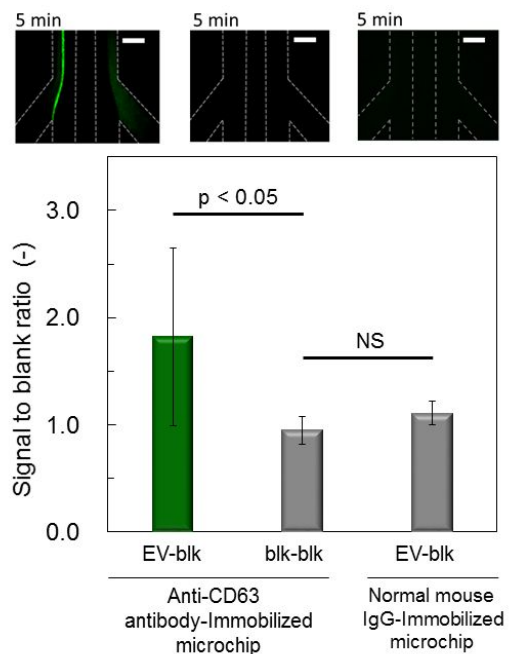 5 min
5 min
5 min
Signal to blank ratio (-)
3.0
2.0
1.0
0.0
p < 0.05
NS
EV-blk
blk-blk
EV-blk
Anti-CD63
antibody-Immobilized
microchip
Normal mouse
IgG-Immobilized
microchip